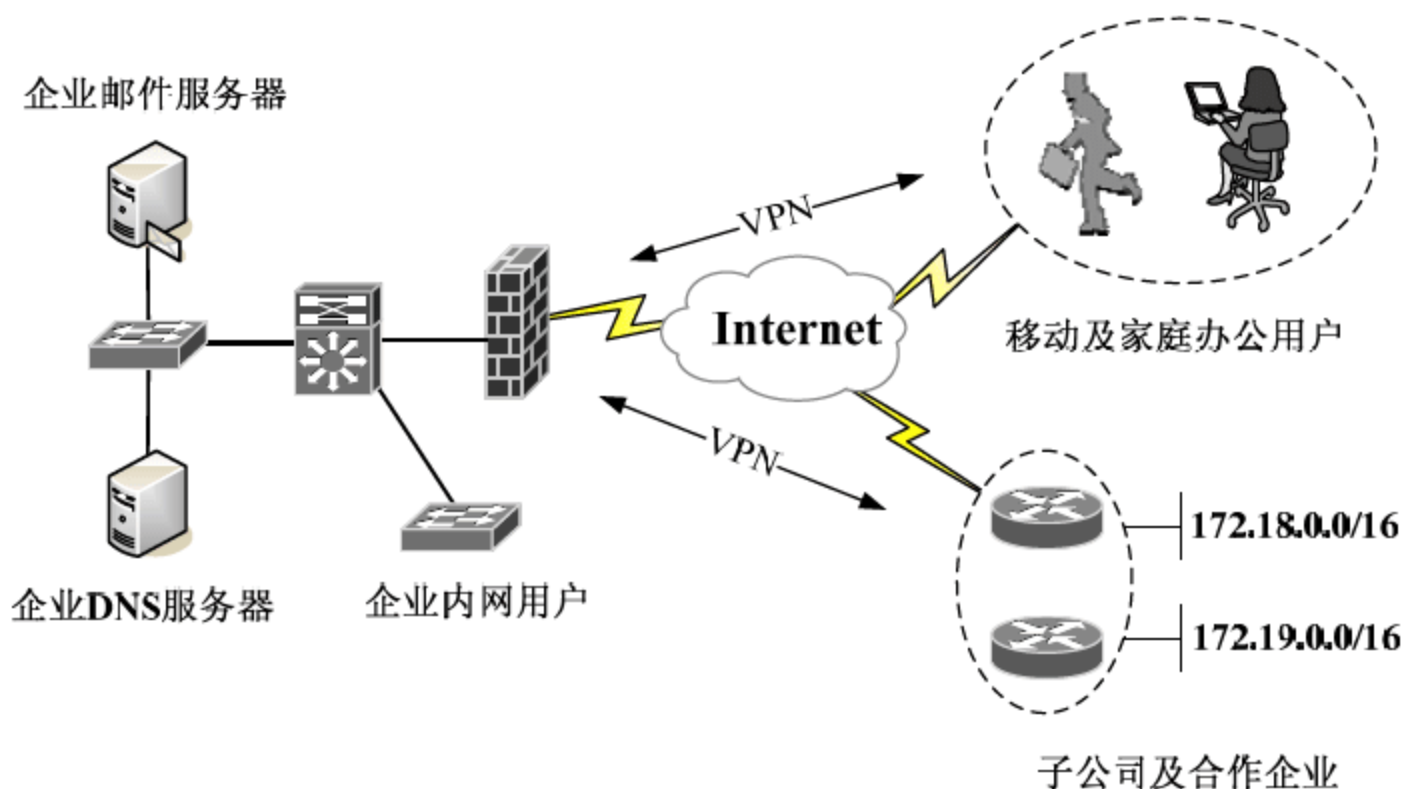 企业邮件服务器
VPN
Internet
移动及家庭办公用户
VPN
172.18.0.0/16
企业DNS服务器
企业内网用户
172.19.0.0/16
子公司及合作企业